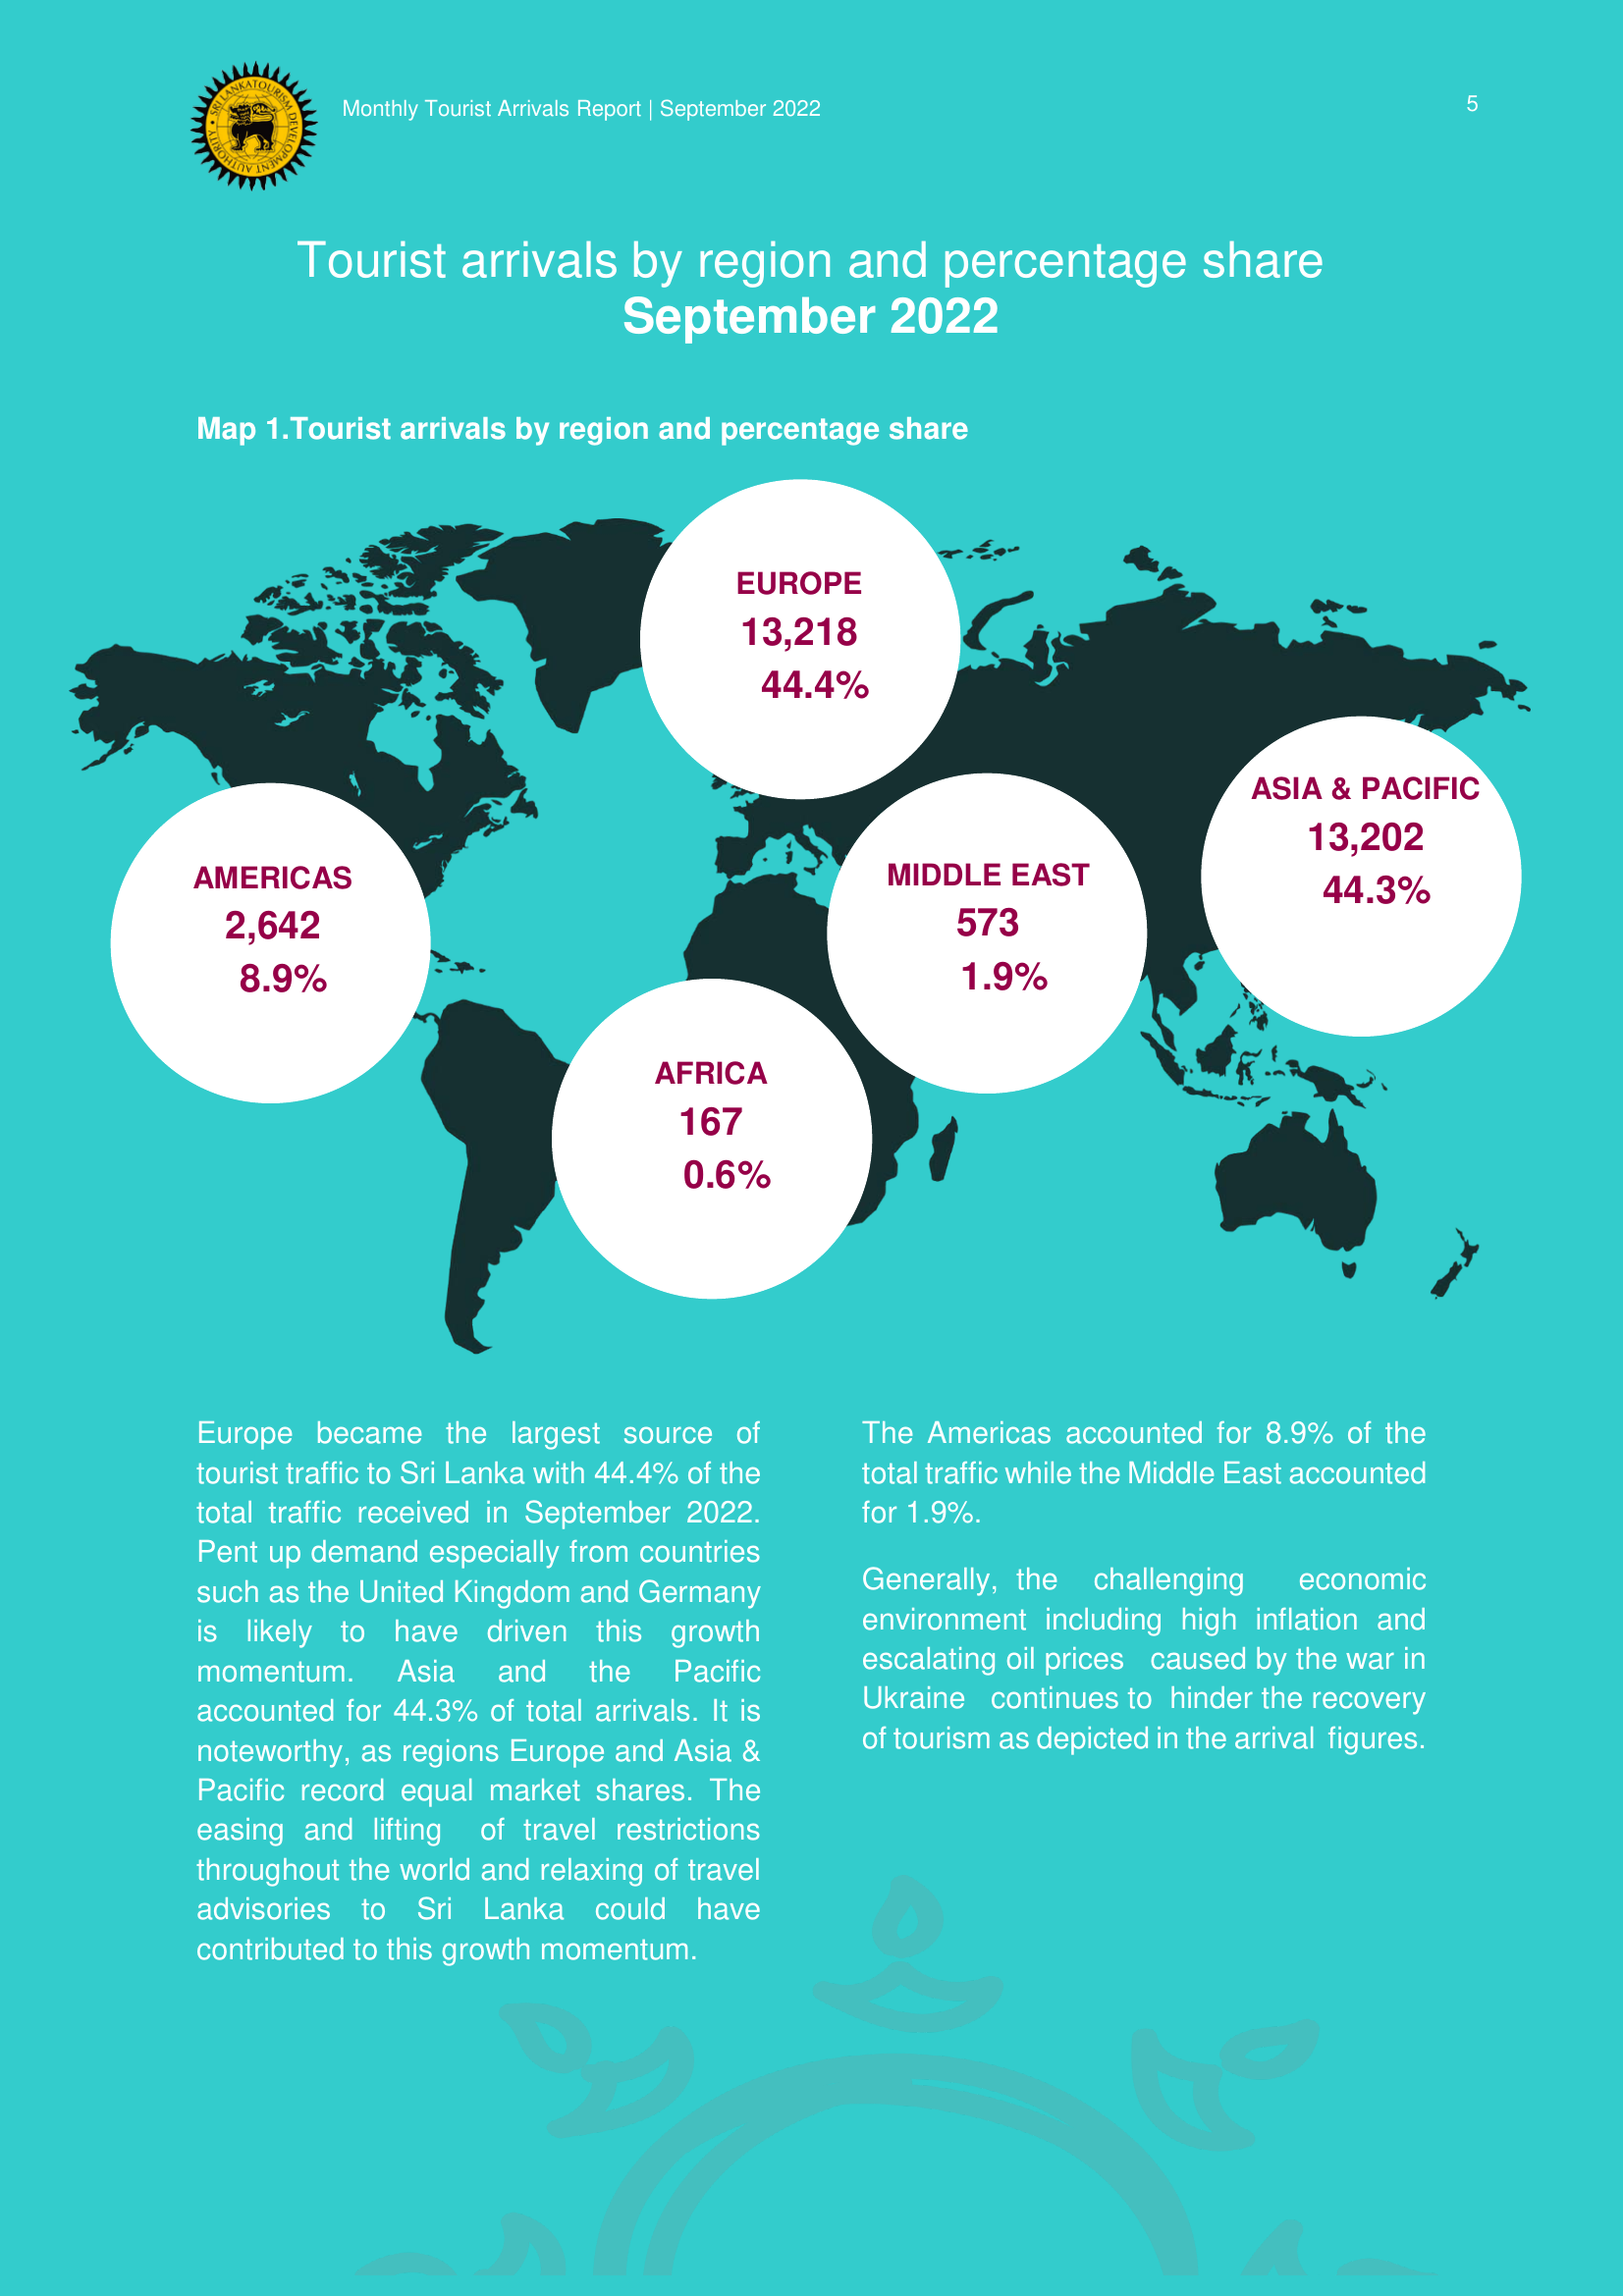 SRI LANKA TOURISM DEVELOPMENT AUTHORITY
Monthly Tourist Arrivals Report | September 2022
5
Tourist arrivals by region and percentage share
September 2022
Map 1.Tourist arrivals by region and percentage share
EUROPE
13,218
44.4%
ASIA & PACIFIC
13,202
44.3%
AMERICAS
2,642
8.9%
MIDDLE EAST
573
1.9%
AFRICA
167
0.6%
Europe became the largest source of
tourist traffic to Sri Lanka with 44.4% of the
total traffic received in September 2022.
Pent up demand especially from countries
such as the United Kingdom and Germany
is likely to have driven this growth
momentum. Asia and the Pacific
accounted for 44.3% of total arrivals. It is
noteworthy, as regions Europe and Asia &
Pacific record equal market shares. The
easing and lifting of travel restrictions
throughout the world and relaxing of travel
advisories to Sri Lanka could have
contributed to this growth momentum.
The Americas accounted for 8.9% of the
total traffic while the Middle East accounted
for 1.9%.
Generally, the challenging economic
environment including high inflation and
escalating oil prices caused by the war in
Ukraine continues to hinder the recovery
of tourism as depicted in the arrival figures.